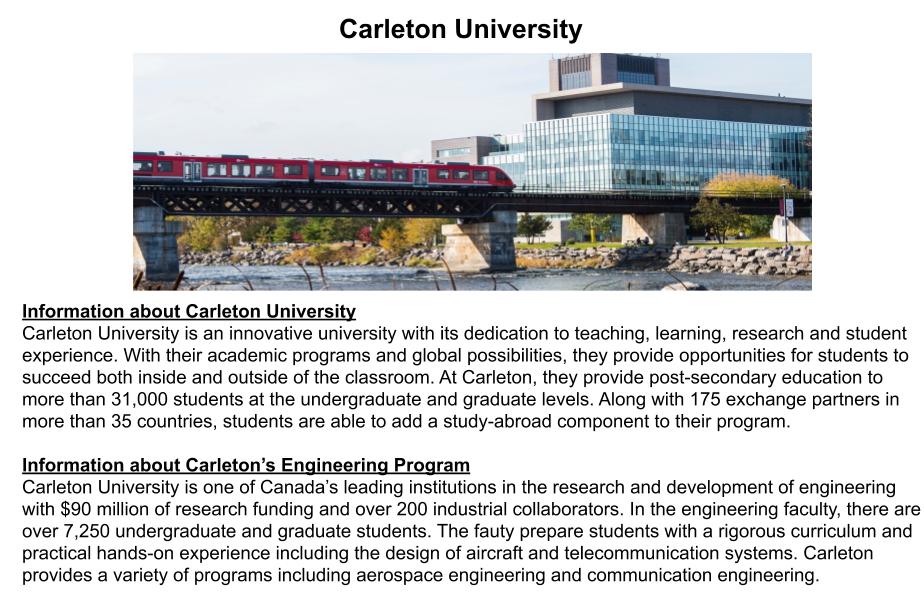 Carleton University
Information about Carleton University
Carleton University is an innovative university with its dedication to teaching, learning, research and student
experience. With their academic programs and global possibilities, they provide opportunities for students to
succeed both inside and outside of the classroom. At Carleton, they provide post-secondary education to
more than 31,000 students at the undergraduate and graduate levels. Along with 175 exchange partners in
more than 35 countries, students are able to add a study-abroad component to their program.
Information about Carleton’s Engineering Program
Carleton University is one of Canada’s leading institutions in the research and development of engineering
with $90 million of research funding and over 200 industrial collaborators. In the engineering faculty, there are
over 7,250 undergraduate and graduate students. The fauty prepare students with a rigorous curriculum and
practical hands-on experience including the design of aircraft and telecommunication systems. Carleton
provides a variety of programs including aerospace engineering and communication engineering.